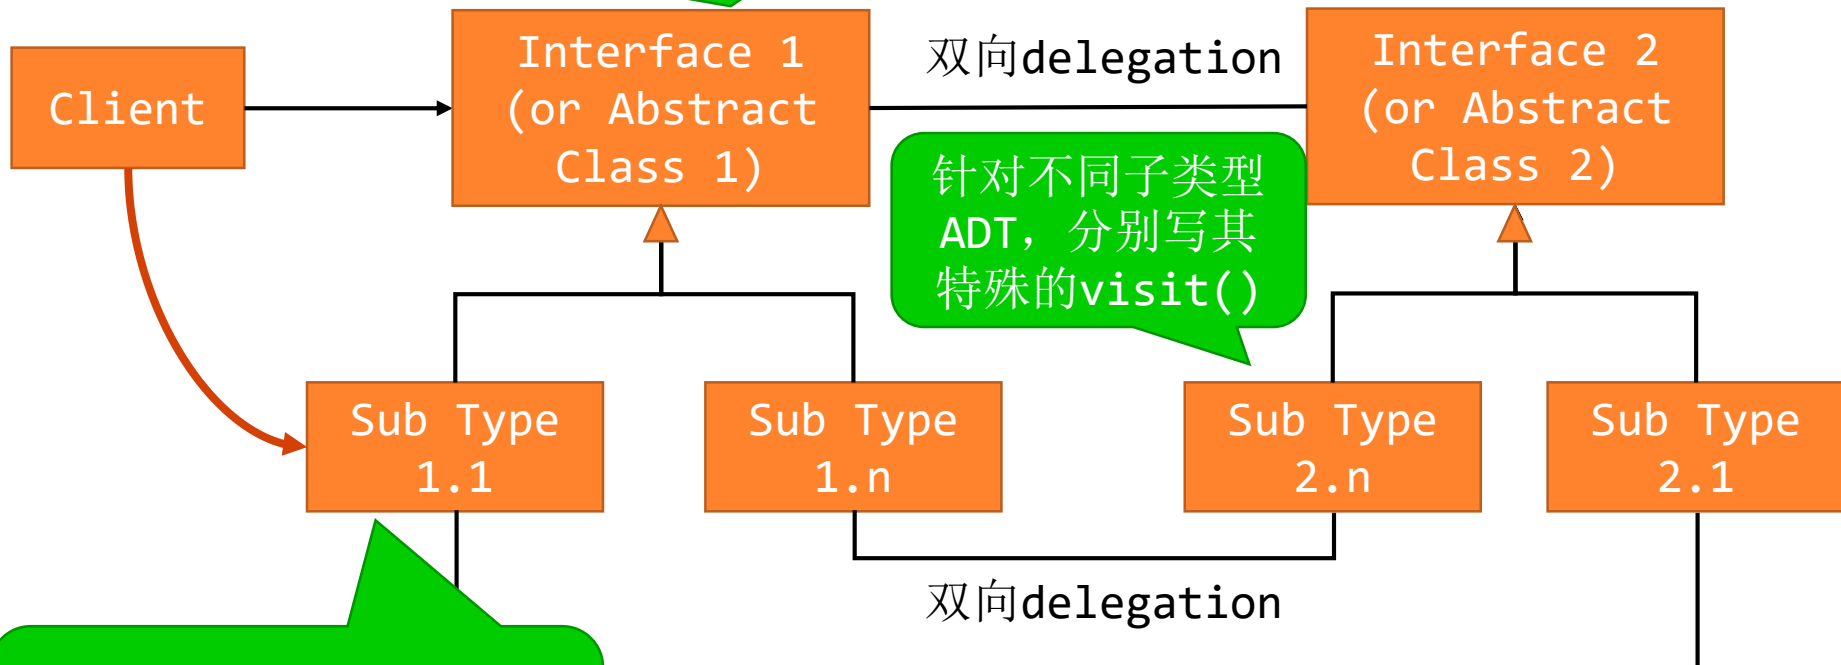 Client
Interface 1
(or Abstract
Class 1)
双向delegation
Interface 2
(or Abstract
Class 2)
针对不同子类型
ADT，分别写其
特殊的visit()
Sub Type
1.1
Sub Type
1.n
Sub Type
2.n
Sub Type
2.1
双向delegation